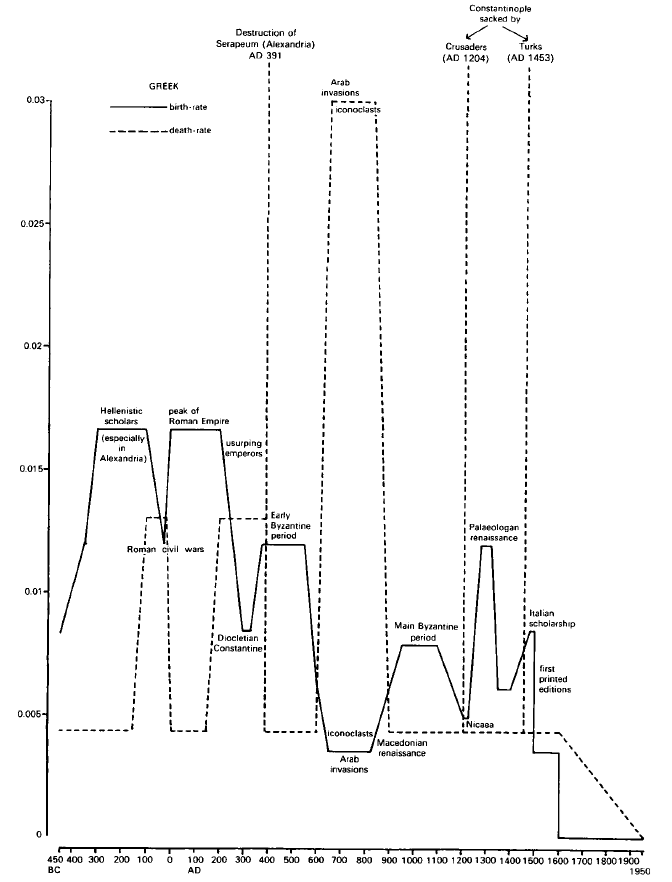 Constantinople
sacked by
Destruction of
Serapeum (Alexandria)
AD 391
Crusaders
(AD 1204)
Turks
(AD 1453)
GREEK
birth-rate
death-rate
Arab
invasions
iconoclasts
0.03
0.025
0.02
0.015
0.01
0.005
0
Hellenistic
scholars
(especially
in
Alexandria)
peak of
Roman Empire
usurping
emperors
Roman civil wars
Early
Byzantine
period
Diocletian
Constantine
Palaeologan
renaissance
Main Byzantine
period
Italian
scholarship
first
printed
editions
Nicaea
iconoclasts
Arab
invasions
Macedonian
renaissance
450 400 300 200 100 0 100 200 300 400 500 600 700 800 900 1000 1100 1200 1300 1400 1500 1600 1700 1800 1900
BC AD 1950